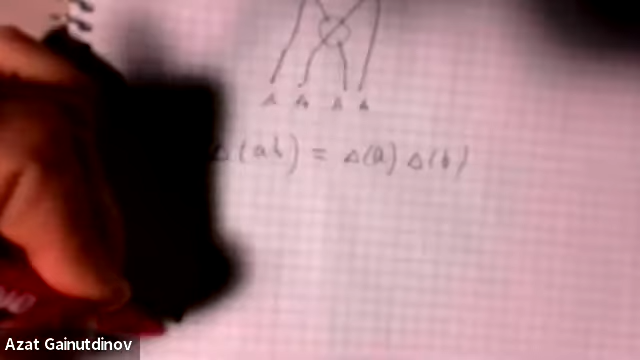 A A A A
Δ(ab) = Δ(a) Δ(b)
Azat Gainutdinov